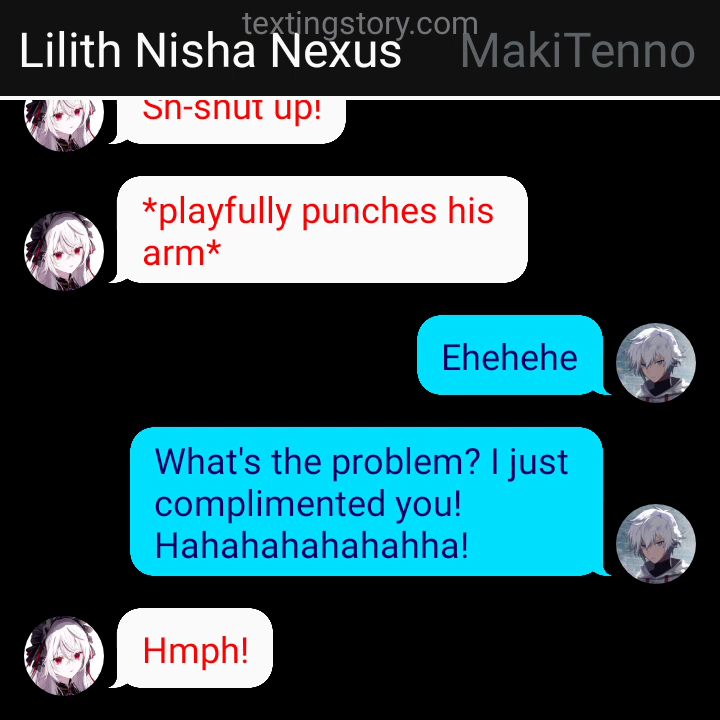 textingstory.com
Lilith Nisha Nexus MakiTenno
Sh-shut up!
*playfully punches his
arm*
Ehehehe
What's the problem? I just
complimented you!
Hahahahahahahha!
Hmph!